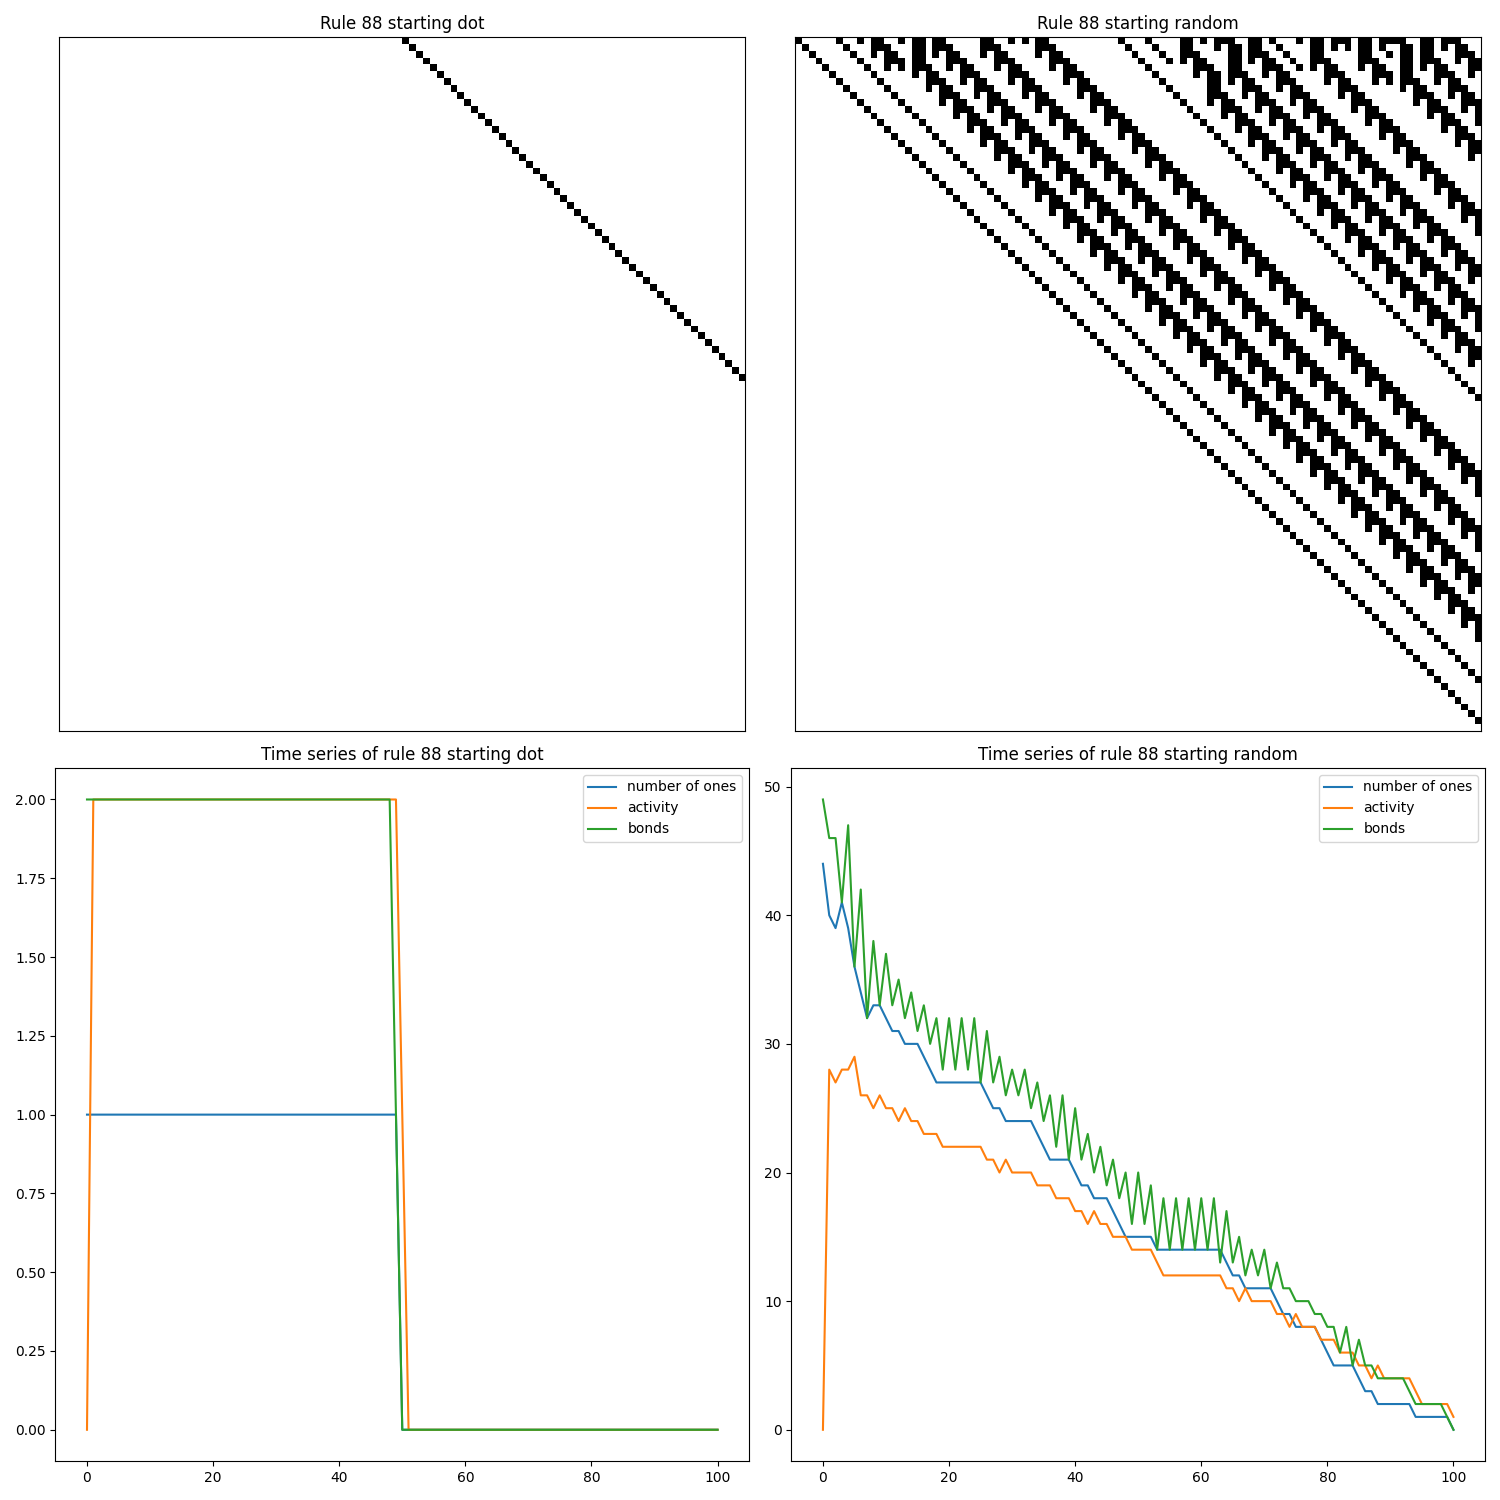 Rule 88 starting dot
Rule 88 starting random
Time series of rule 88 starting dot
2.00
1.75
1.50
1.25
1.00
0.75
0.50
0.25
0.00
0
20
40
60
80
100
number of ones
activity
bonds
Time series of rule 88 starting random
50
40
30
20
10
0
0
20
40
60
80
100
number of ones
activity
bonds